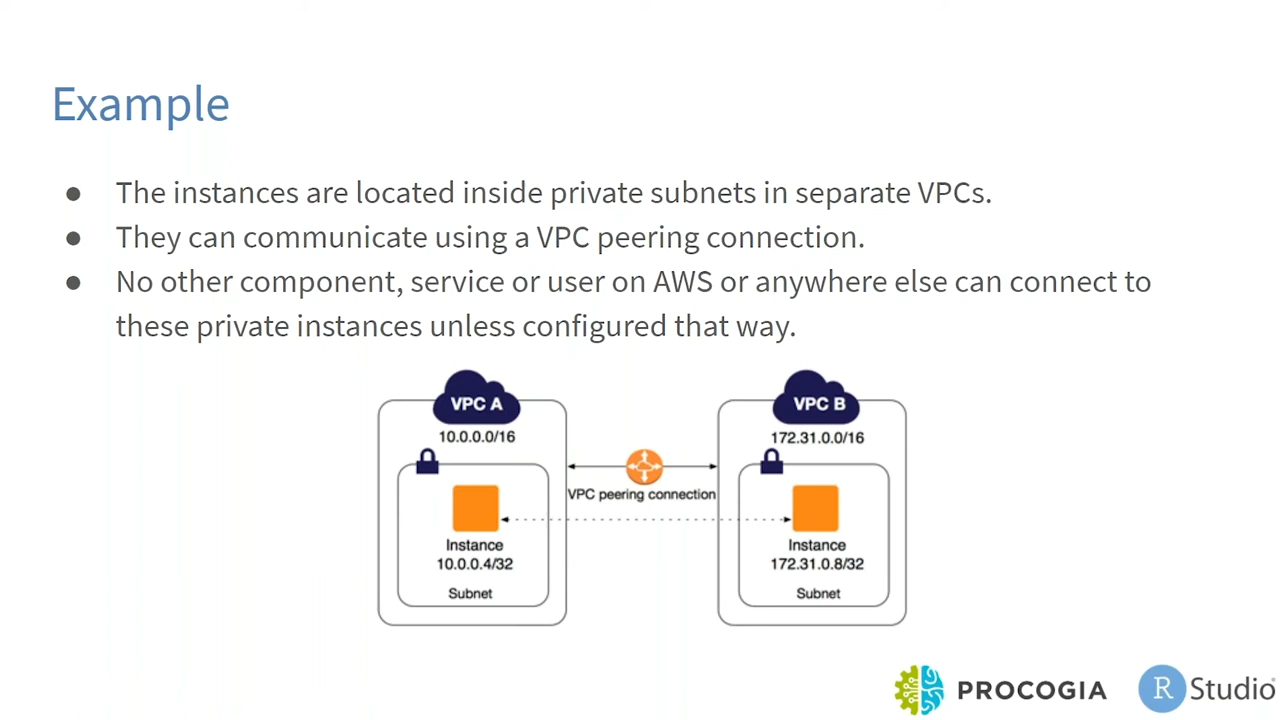 Example
● The instances are located inside private subnets in separate VPCs.
● They can communicate using a VPC peering connection.
● No other component, service or user on AWS or anywhere else can connect to
these private instances unless configured that way.
VPC A
10.0.0.0/16
Instance
10.0.0.4/32
Subnet
VPC peering connection
VPC B
172.31.0.0/16
Instance
172.31.0.8/32
Subnet
PROCOGIA
R Studio